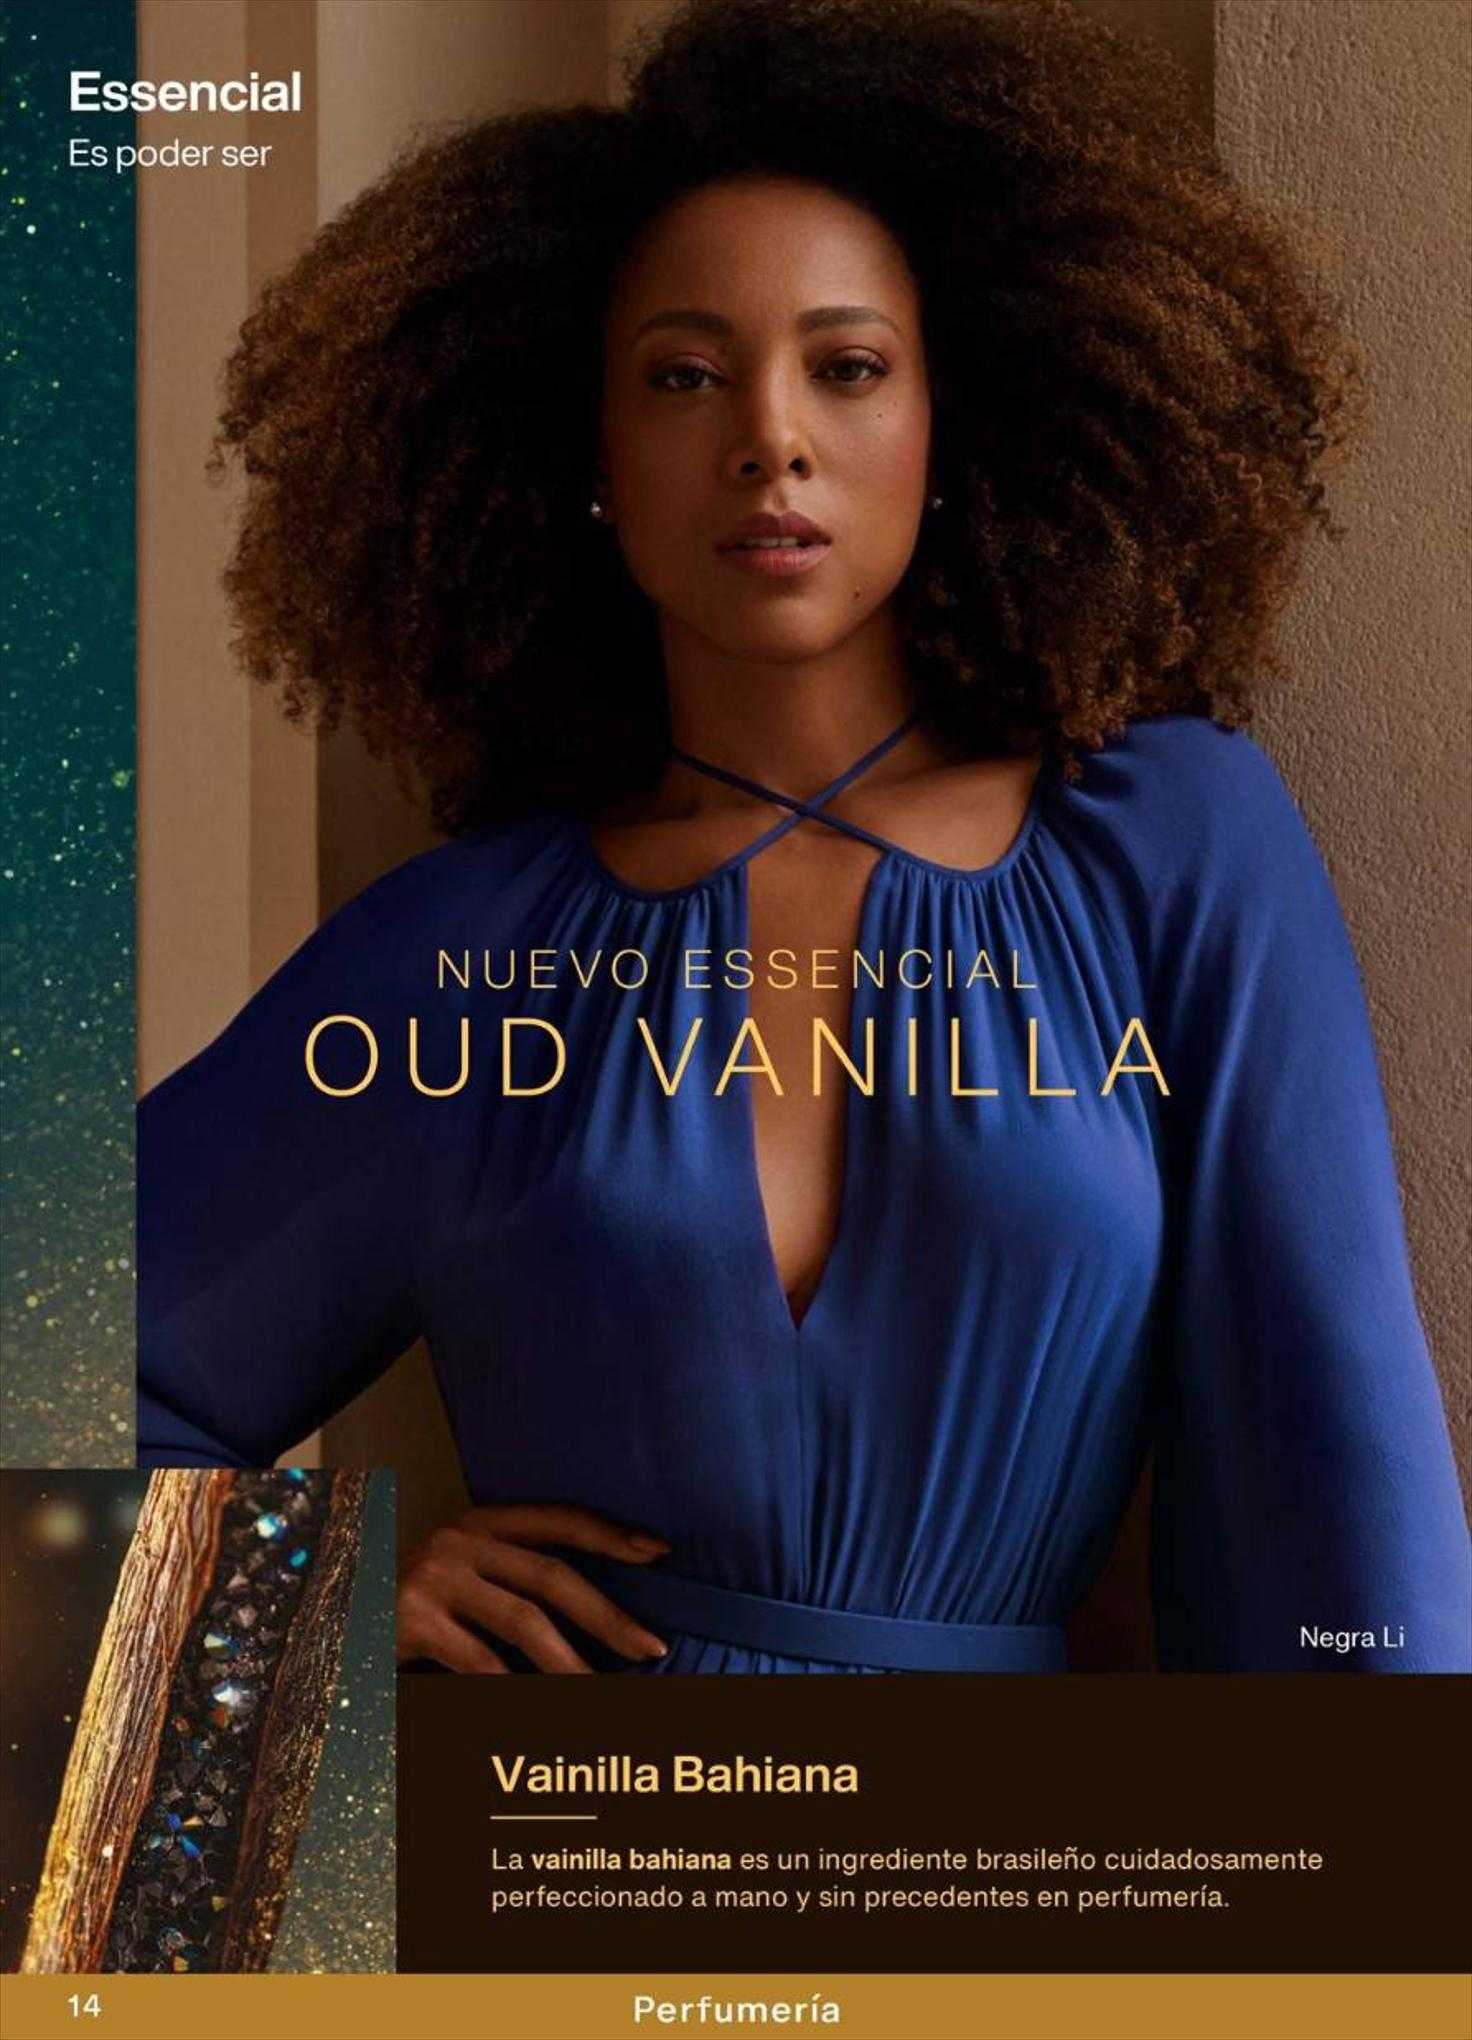 Essencial
Es poder ser
NUEVO ESSENCIAL
OUD VANILLA
Negra Li
Vainilla Bahiana
La vainilla bahiana es un ingrediente brasileño cuidadosamente
perfeccionado a mano y sin precedentes en perfumería.
14
Perfumería